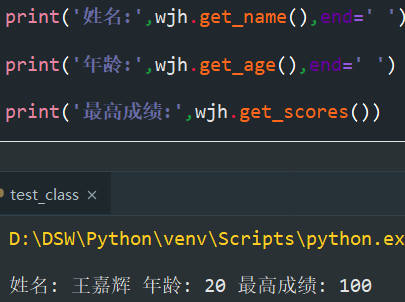 print('姓名:',wjh.get_name(),end=' ')
print('年龄:',wjh.get_age(),end=' ')
print('最高成绩:',wjh.get_scores())
test_class ×
D:\DSW\Python\venv\Scripts\python.ex
姓名: 王嘉辉 年龄: 20 最高成绩: 100